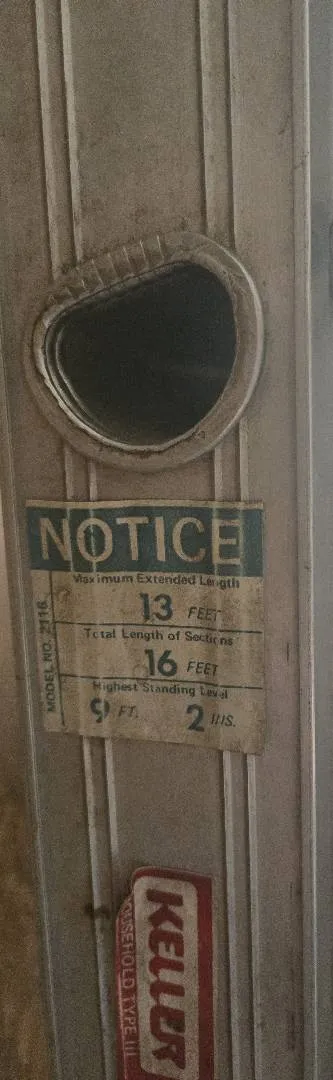 NOTICE
Maximum Extended Length
13 FEET
Total Length of Sections
16 FEET
Highest Standing Level
9 FT. 2 INS.
MODEL NO. 2116
KELLER
HOUSEHOLD TYPE III